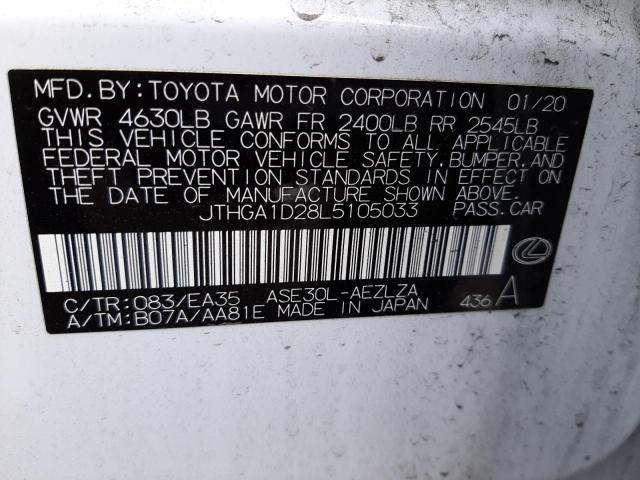 MFD. BY: TOYOTA MOTOR CORPORATION 01/20
GVWR 4630LB GAWR FR 2400LB RR 2545LB
THIS VEHICLE CONFORMS TO ALL APPLICABLE
FEDERAL MOTOR VEHICLE SAFETY, BUMPER, AND
THEFT PREVENTION STANDARDS IN EFFECT ON
THE DATE OF MANUFACTURE SHOWN ABOVE.
JTHGA1D28L5105033 PASS. CAR
C/TR: 083/EA35 ASE30L-AEZLZA
A/TM: B07A/AA81E MADE IN JAPAN 436 A